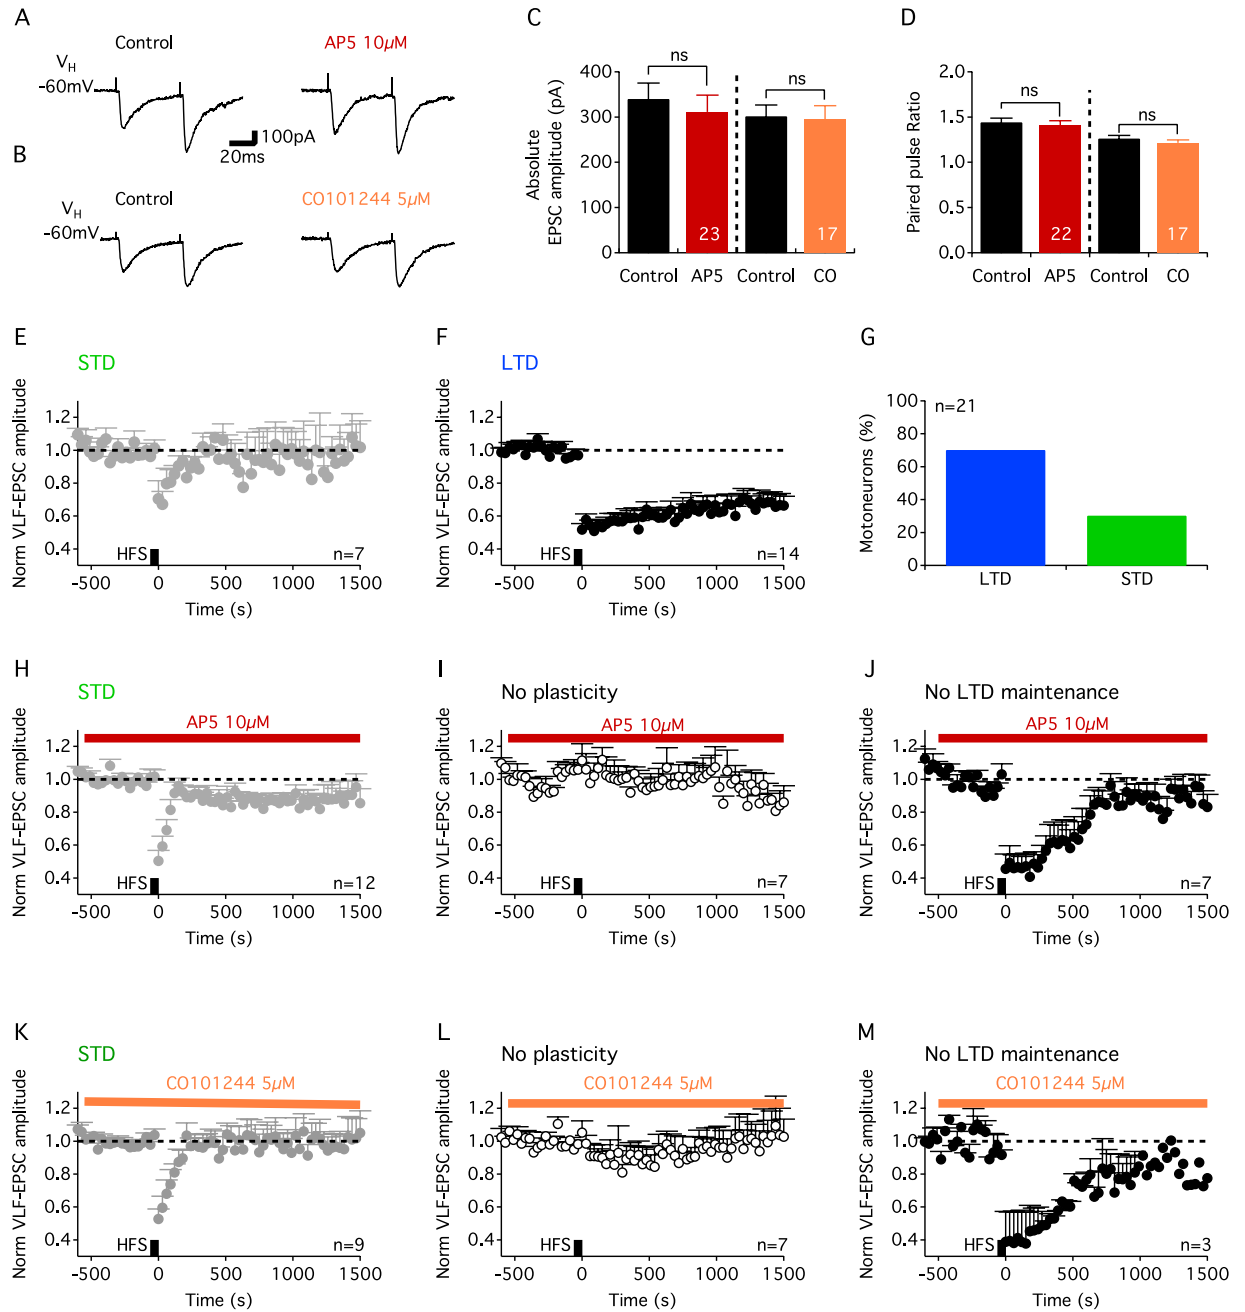 A
Control
AP5 10µM
V_H
-60mV
100pA
20ms
B
Control
CO101244 5µM
V_H
-60mV
C
Absolute
EPSC amplitude (pA)
400
300
200
100
0
ns
ns
23
17
Control
AP5
Control
CO
D
Paired pulse Ratio
2.0
1.5
1.0
0.5
0.0
ns
ns
22
17
Control
AP5
Control
CO
E
STD
Norm VLF-EPSC amplitude
1.2
1.0
0.8
0.6
0.4
HFS
n=7
-500 0 500 1000 1500
Time (s)
F
LTD
Norm VLF-EPSC amplitude
1.2
1.0
0.8
0.6
0.4
HFS
n=14
-500 0 500 1000 1500
Time (s)
G
Motoneurons (%)
100
80
60
40
20
0
n=21
LTD
STD
H
STD
AP5 10µM
Norm VLF-EPSC amplitude
1.2
1.0
0.8
0.6
0.4
HFS
n=12
-500 0 500 1000 1500
Time (s)
I
No plasticity
AP5 10µM
Norm VLF-EPSC amplitude
1.2
1.0
0.8
0.6
0.4
HFS
n=7
-500 0 500 1000 1500
Time (s)
J
No LTD maintenance
AP5 10µM
Norm VLF-EPSC amplitude
1.2
1.0
0.8
0.6
0.4
HFS
n=7
-500 0 500 1000 1500
Time (s)
K
STD
CO101244 5µM
Norm VLF-EPSC amplitude
1.2
1.0
0.8
0.6
0.4
HFS
n=9
-500 0 500 1000 1500
Time (s)
L
No plasticity
CO101244 5µM
Norm VLF-EPSC amplitude
1.2
1.0
0.8
0.6
0.4
HFS
n=7
-500 0 500 1000 1500
Time (s)
M
No LTD maintenance
CO101244 5µM
Norm VLF-EPSC amplitude
1.2
1.0
0.8
0.6
0.4
HFS
n=3
-500 0 500 1000 1500
Time (s)